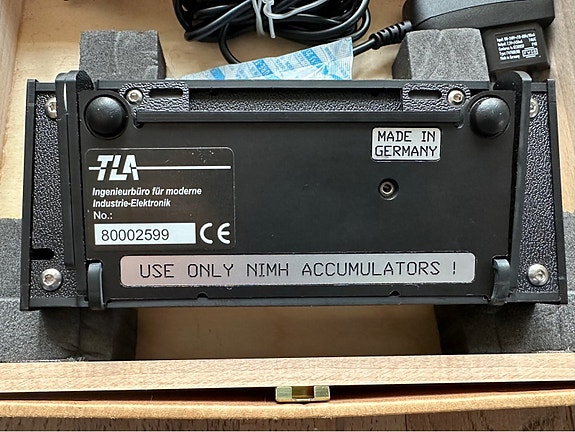 MADE IN
GERMANY
TLA
Ingenieurbüro für moderne
Industrie-Elektronik
No.:
80002599 CE
USE ONLY NIMH ACCUMULATORS !